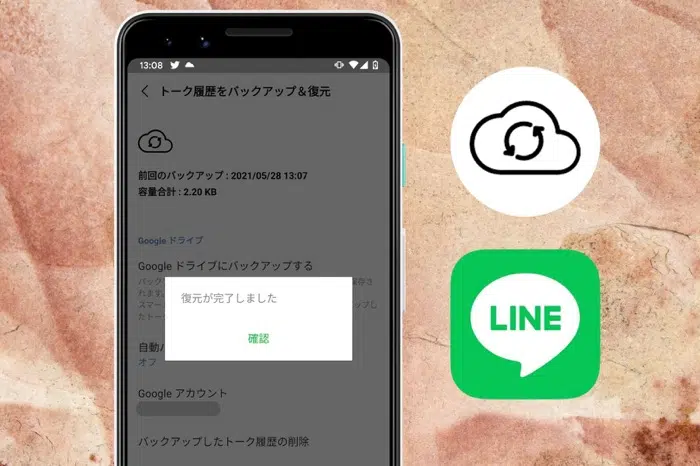 13:08
トーク履歴をバックアップ&復元
前回のバックアップ : 2021/05/28 13:07
容量合計 : 2.20 KB
Google ドライブ
Google ドライブにバックアップする
復元が完了しました
確認
オフ
Google アカウント
バックアップしたトーク履歴の削除
LINE